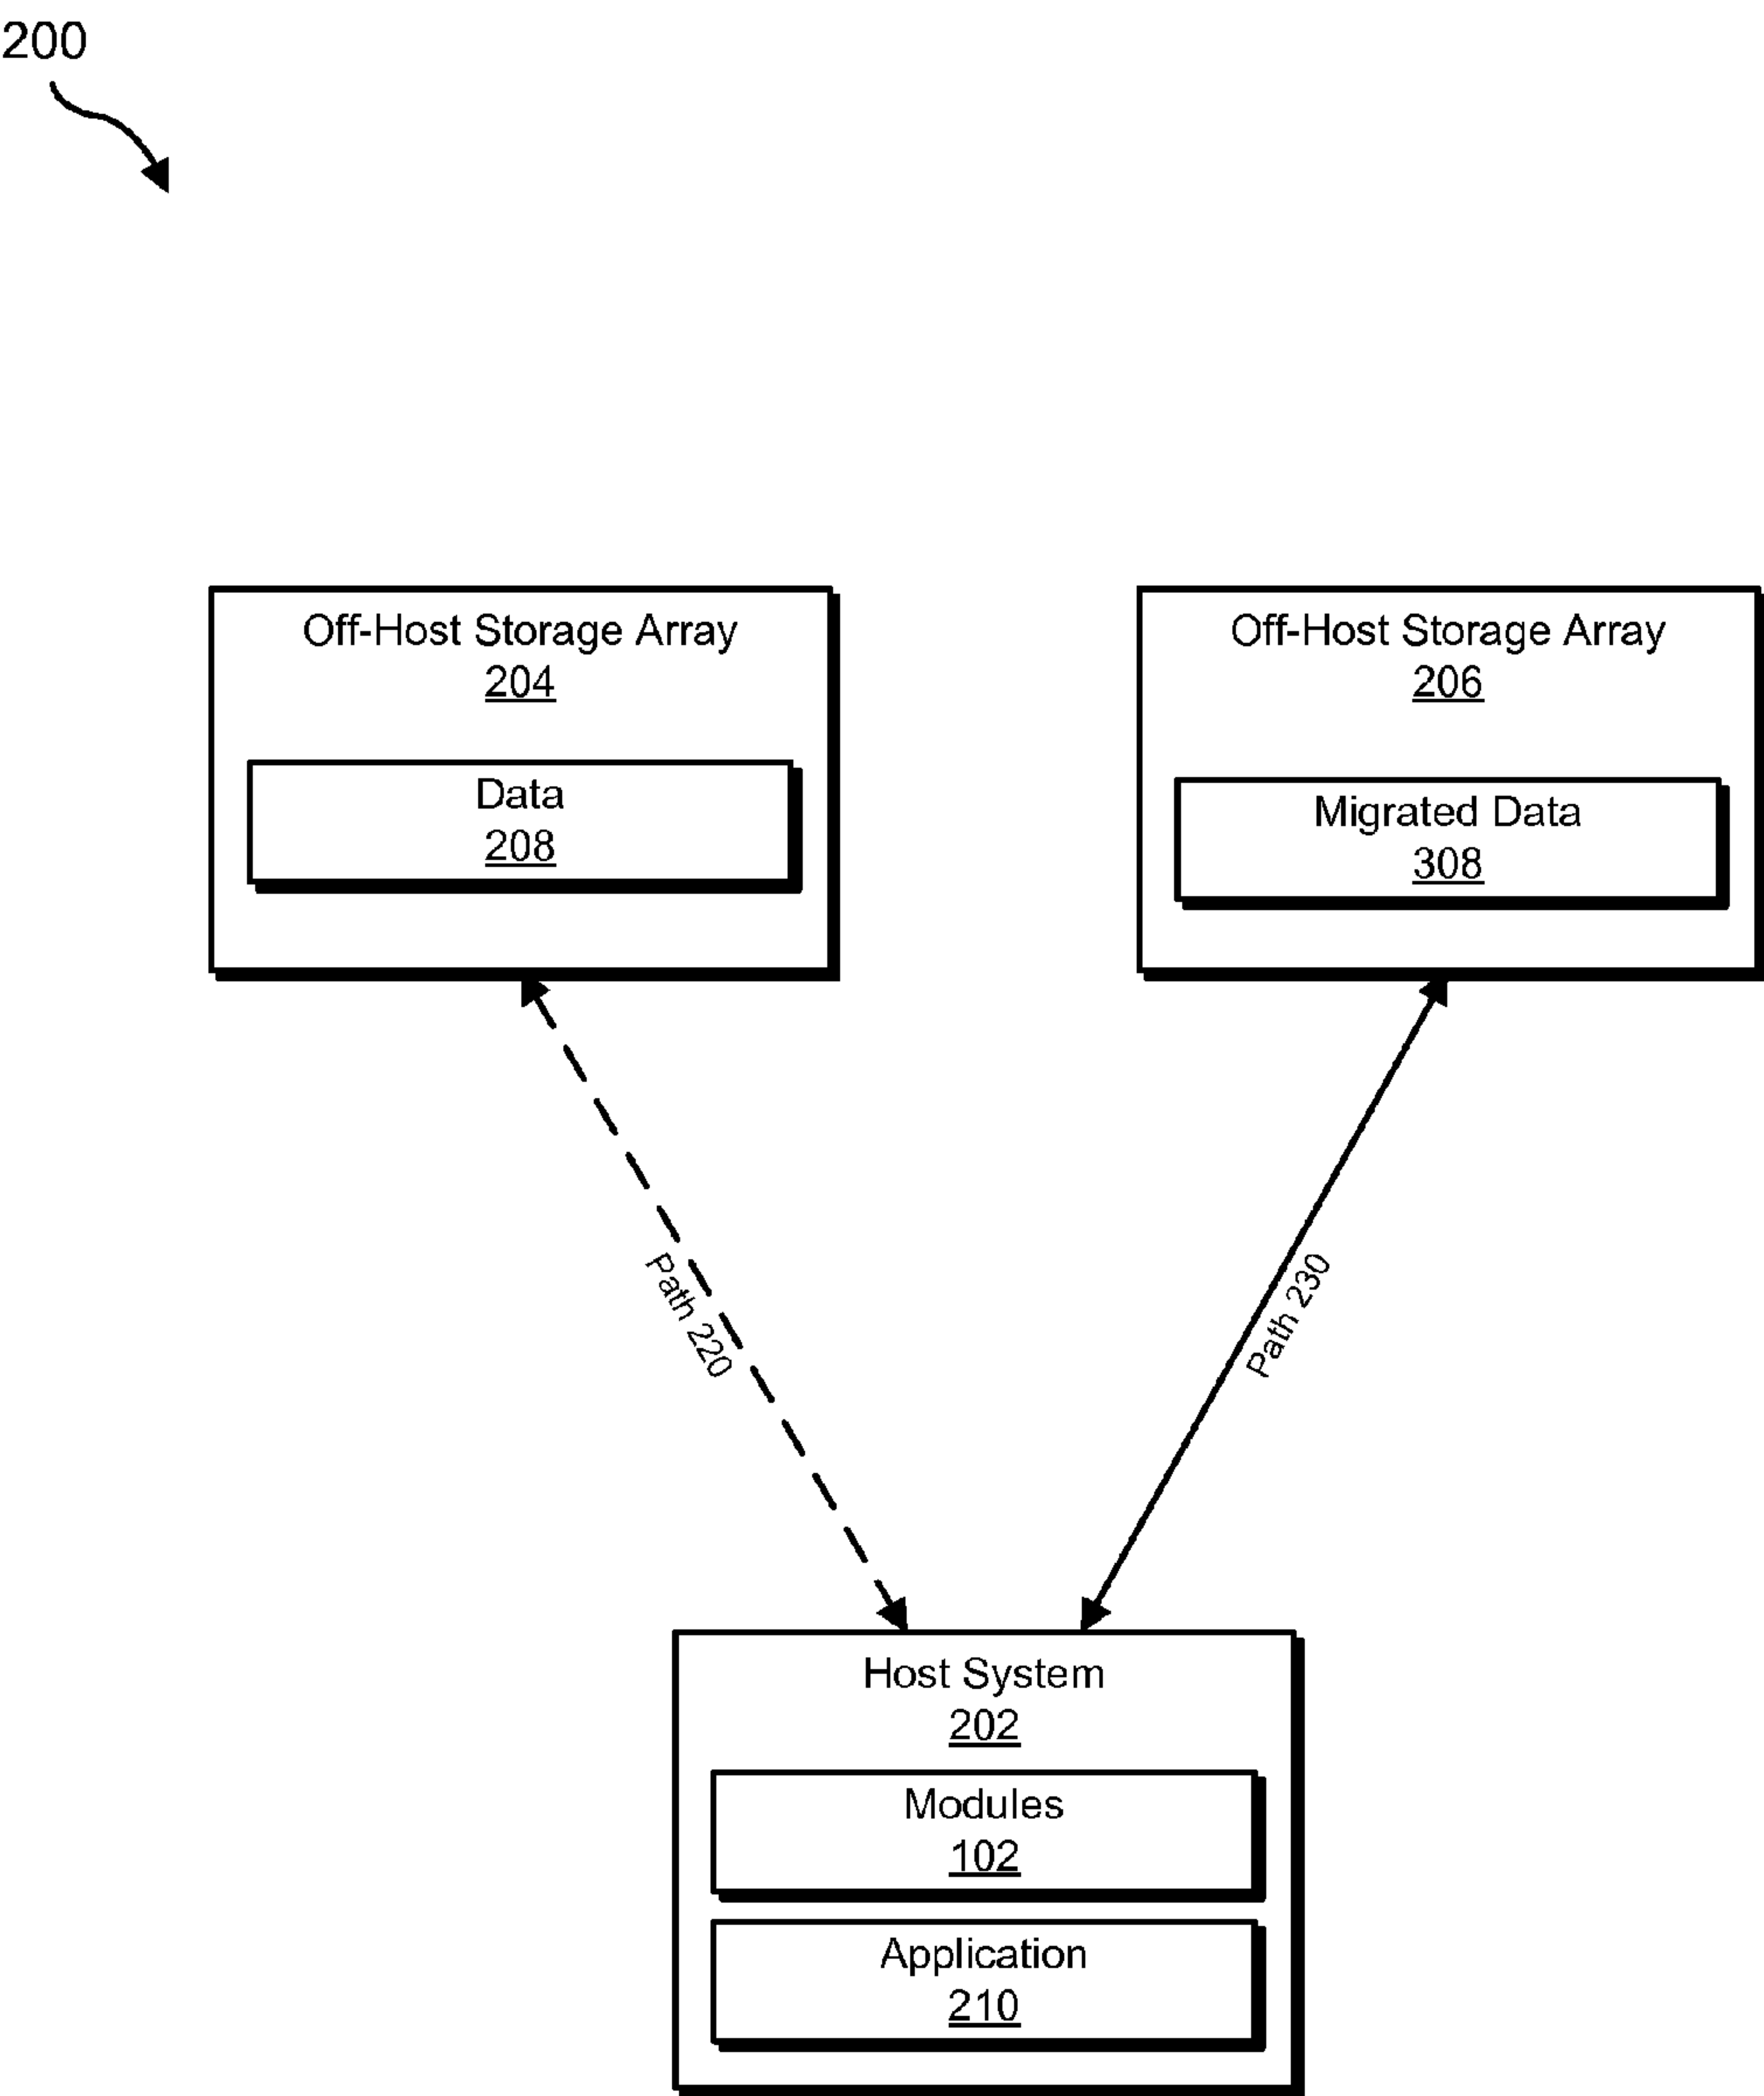 200
Off-Host Storage Array
204
Data
208
Off-Host Storage Array
206
Migrated Data
308
Path 220
Path 230
Host System
202
Modules
102
Application
210